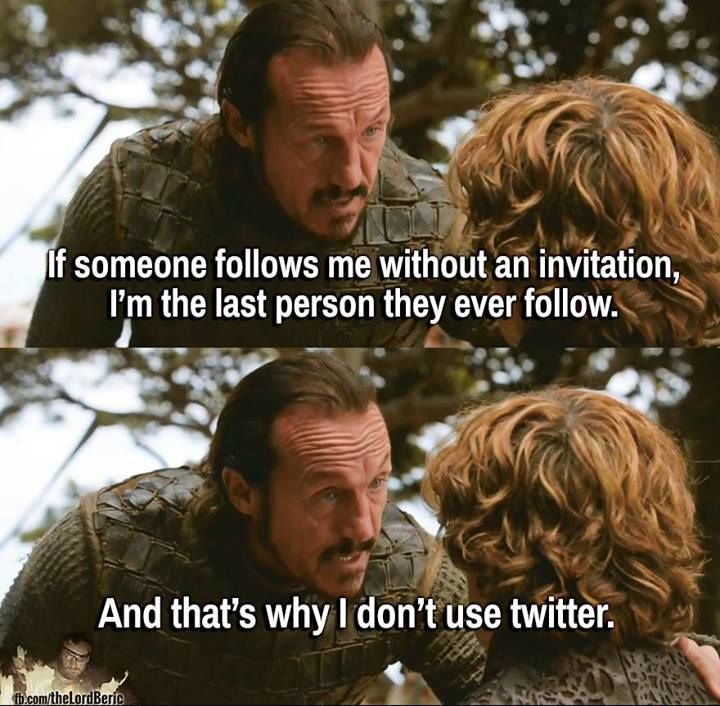 If someone follows me without an invitation,
I'm the last person they ever follow.
And that's why I don't use twitter.
fb.com/theLordBeric